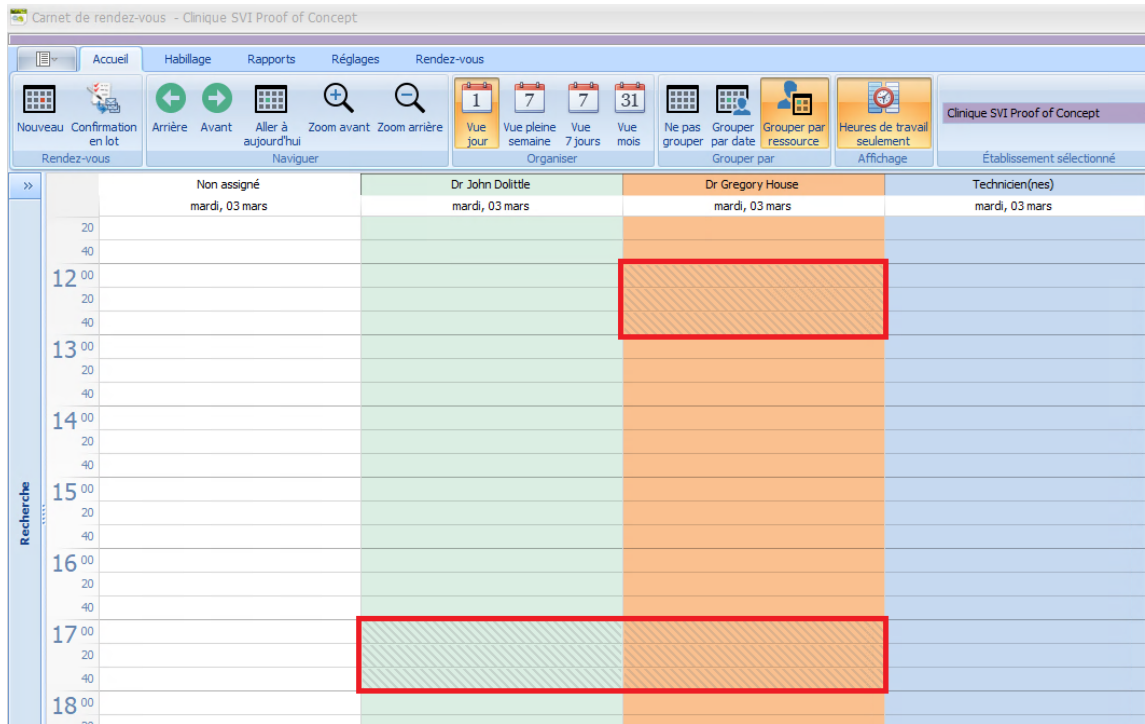 Carnet de rendez-vous - Clinique SVI Proof of Concept
Accueil Habillage Rapports Réglages Rendez-vous
1 7 7 31
Nouveau Confirmation en lot Arrière Avant Aller à aujourd'hui Zoom avant Zoom arrière Vue jour Vue pleine semaine Vue 7 jours Vue mois Ne pas grouper Grouper par date Grouper par ressource Heures de travail seulement Clinique SVI Proof of Concept
Rendez-vous Naviguer Organiser Grouper par Affichage Établissement sélectionné
» Non assigné Dr John Dolittle Dr Gregory House Technicien(nes)
mardi, 03 mars mardi, 03 mars mardi, 03 mars mardi, 03 mars
20
40
12 00
20
40
13 00
20
40
14 00
20
40
15 00
20
40
16 00
20
40
17 00
20
40
18 00
Recherche